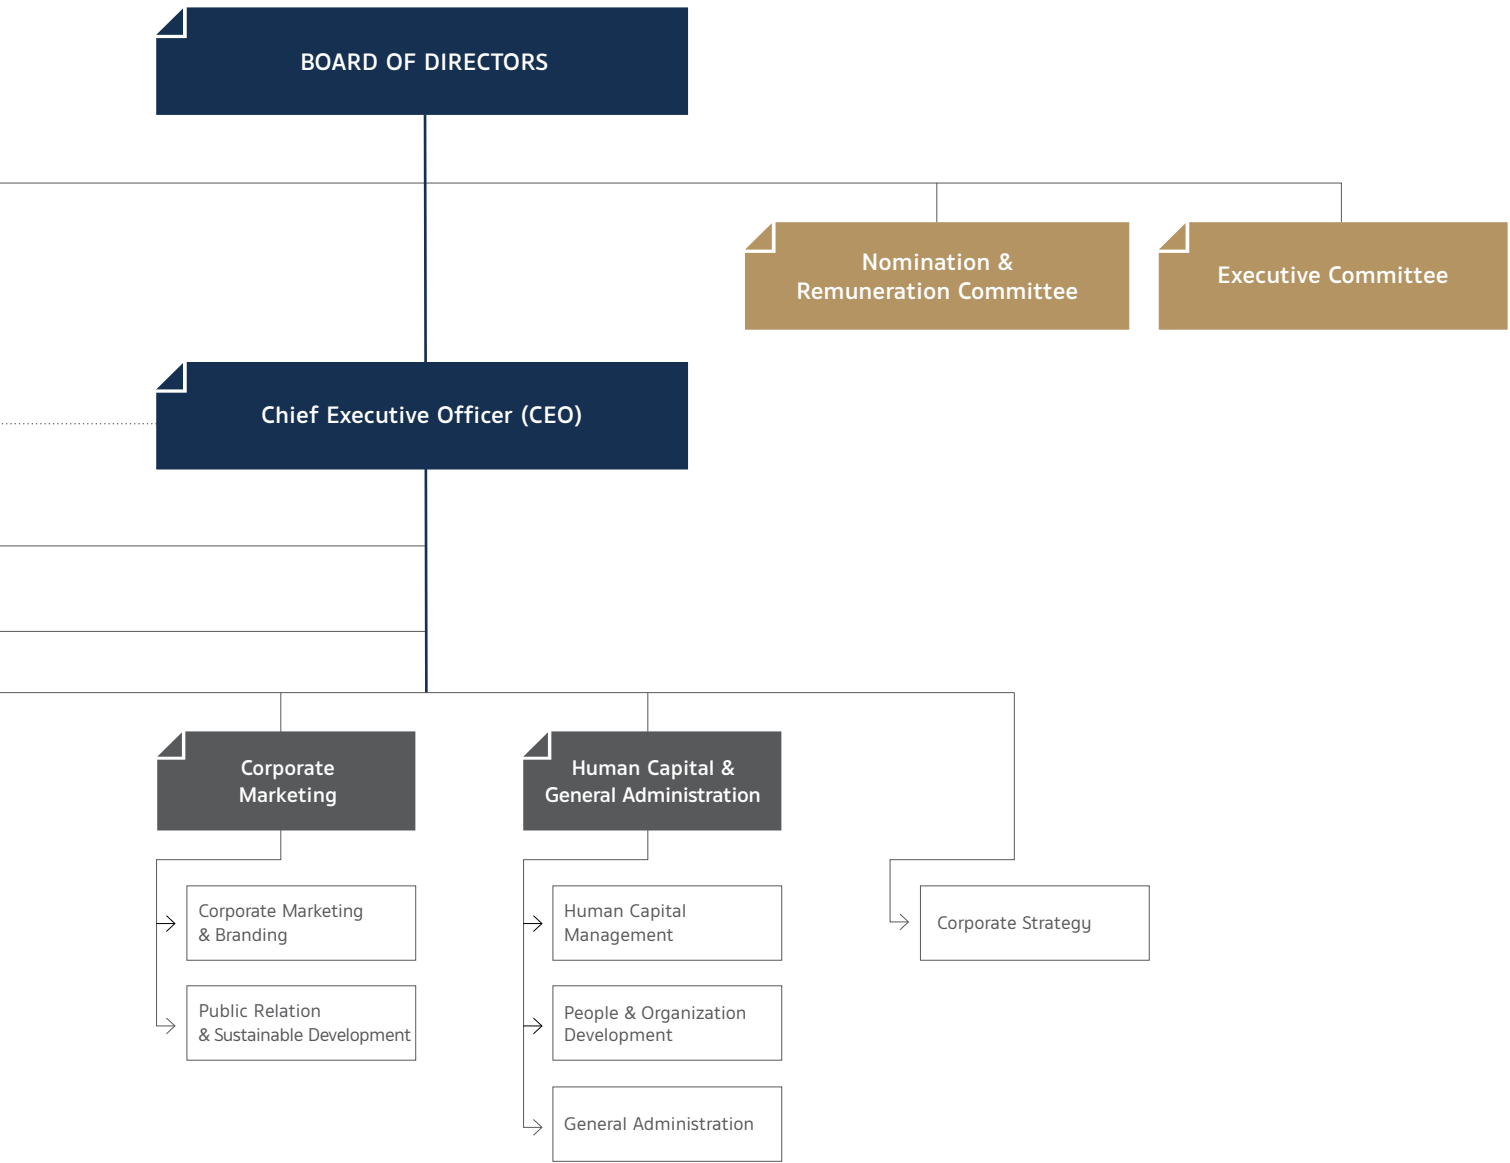 BOARD OF DIRECTORS
Nomination &
Remuneration Committee
Executive Committee
Chief Executive Officer (CEO)
Corporate
Marketing
Human Capital &
General Administration
Corporate Marketing
& Branding
Public Relation
& Sustainable Development
Human Capital
Management
People & Organization
Development
General Administration
Corporate Strategy